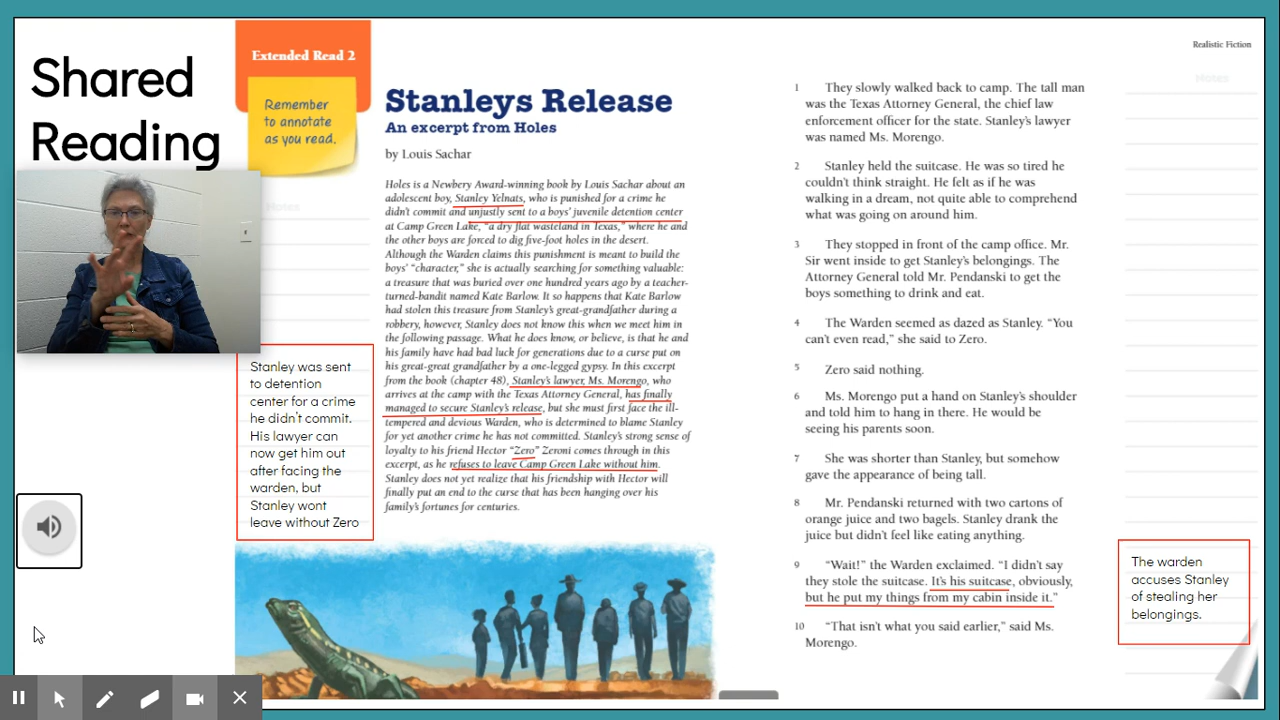 Shared
Reading
Extended Read 2
Remember
to annotate
as you read.
Notes
Stanley was sent
to detention
center for a crime
he didn't commit.
His lawyer can
now get him out
after facing the
warden, but
Stanley wont
leave without Zero
Stanleys Release
An excerpt from Holes
by Louis Sachar
Holes is a Newbery Award-winning book by Louis Sachar about an
adolescent boy, Stanley Yelnats, who is punished for a crime he
didn't commit and unjustly sent to a boys' juvenile detention center
at Camp Green Lake, "a dry flat wasteland in Texas," where he and
the other boys are forced to dig five-foot holes in the desert.
Although the Warden claims this punishment is meant to build the
boys' "character," she is actually searching for something valuable:
a treasure that was buried over one hundred years ago by a teacher-
turned-bandit named Kate Barlow. It so happens that Kate Barlow
had stolen this treasure from Stanley's great-grandfather during a
robbery, however, Stanley does not know this when we meet him in
the following passage. What he does know, or believe, is that he and
his family have had bad luck for generations due to a curse put on
his great-great grandfather by a one-legged gypsy. In this excerpt
from the book (chapter 48), Stanley's lawyer, Ms. Morengo, who
arrives at the camp with the Texas Attorney General, has finally
managed to secure Stanley's release, but she must first face the ill-
tempered and devious Warden, who is determined to blame Stanley
for yet another crime he has not committed. Stanley's strong sense of
loyalty to his friend Hector "Zero" Zeroni comes through in this
excerpt, as he refuses to leave Camp Green Lake without him.
Stanley does not yet realize that his friendship with Hector will
finally put an end to the curse that has been hanging over his
family's fortunes for centuries.
Realistic Fiction
Notes
1 They slowly walked back to camp. The tall man
was the Texas Attorney General, the chief law
enforcement officer for the state. Stanley's lawyer
was named Ms. Morengo.
2 Stanley held the suitcase. He was so tired he
couldn't think straight. He felt as if he was
walking in a dream, not quite able to comprehend
what was going on around him.
3 They stopped in front of the camp office. Mr.
Sir went inside to get Stanley's belongings. The
Attorney General told Mr. Pendanski to get the
boys something to drink and eat.
4 The Warden seemed as dazed as Stanley. "You
can't even read," she said to Zero.
5 Zero said nothing.
6 Ms. Morengo put a hand on Stanley's shoulder
and told him to hang in there. He would be
seeing his parents soon.
7 She was shorter than Stanley, but somehow
gave the appearance of being tall.
8 Mr. Pendanski returned with two cartons of
orange juice and two bagels. Stanley drank the
juice but didn't feel like eating anything.
9 "Wait!" the Warden exclaimed. "I didn't say
they stole the suitcase. It's his suitcase, obviously,
but he put my things from my cabin inside it."
10 "That isn't what you said earlier," said Ms.
Morengo.
The warden
accuses Stanley
of stealing her
belongings.